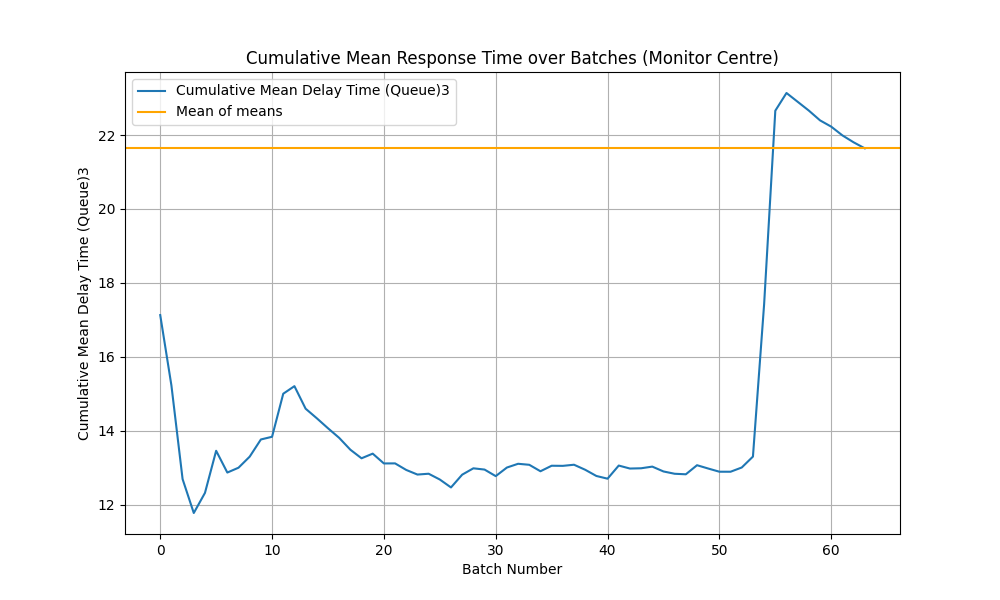 Cumulative Mean Response Time over Batches (Monitor Centre)
Cumulative Mean Delay Time (Queue)3
Mean of means
Cumulative Mean Delay Time (Queue)3
22
20
18
16
14
12
0 10 20 30 40 50 60
Batch Number